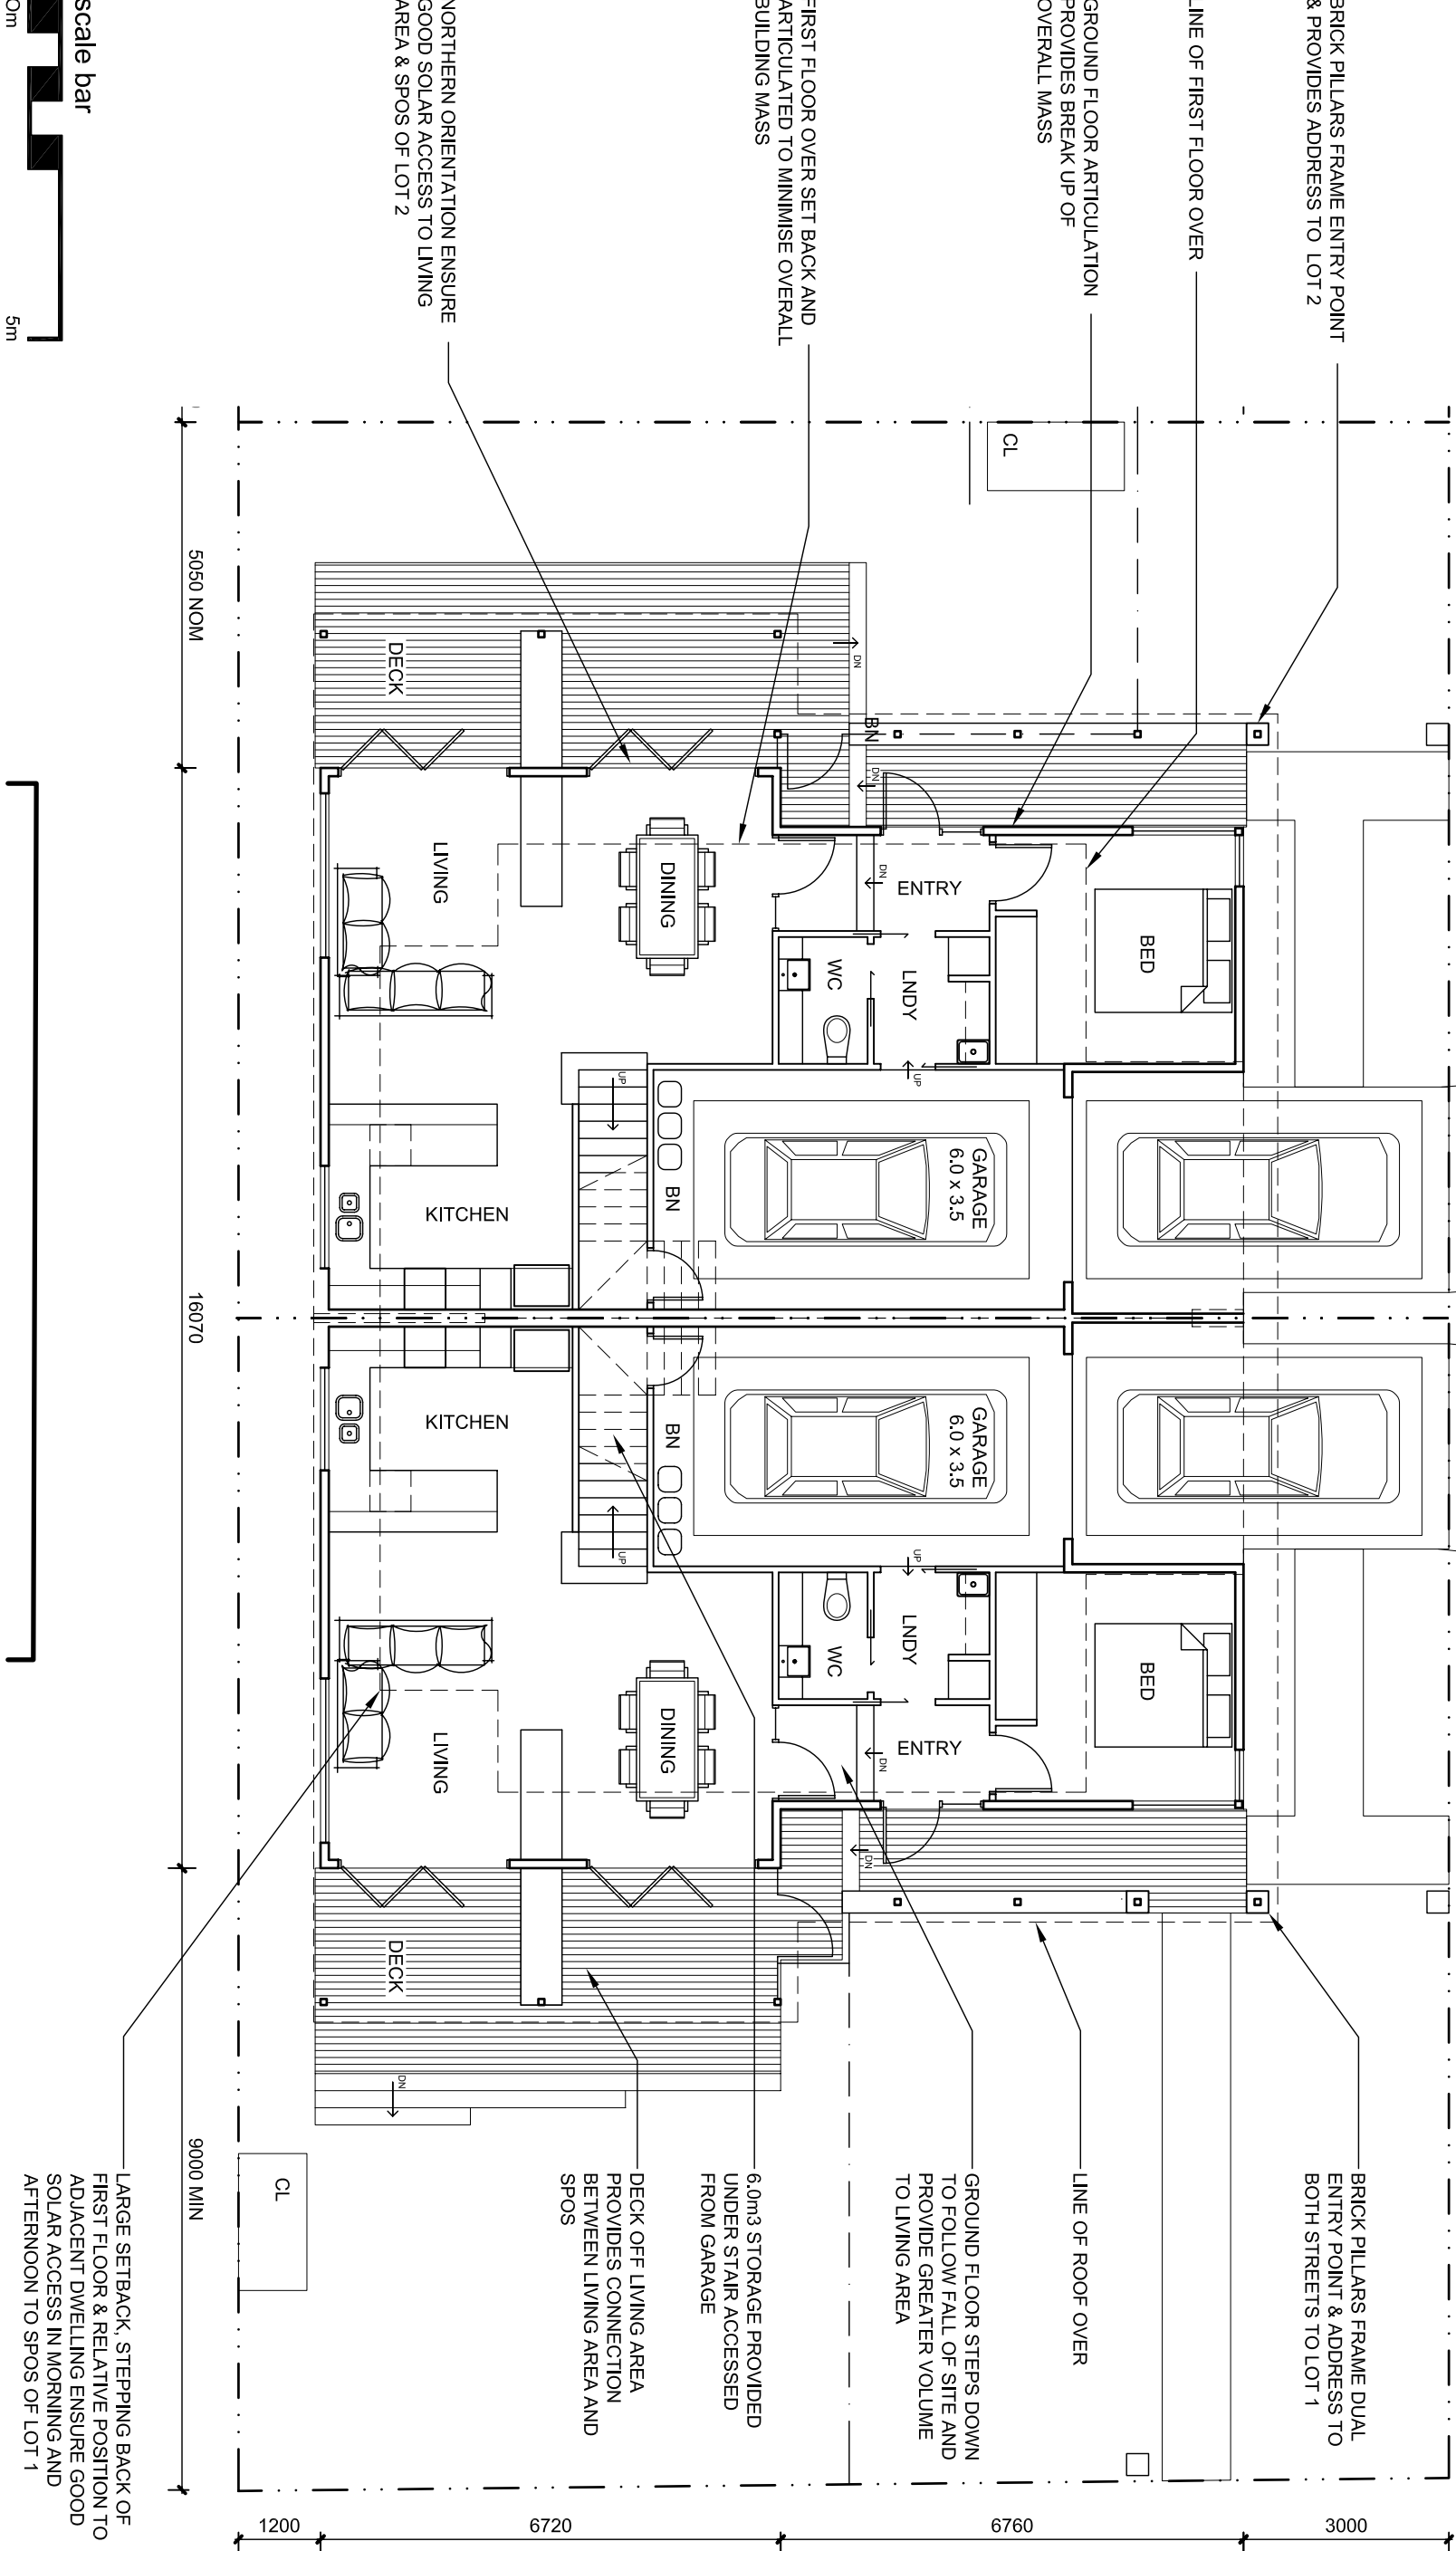 BRICK PILLARS FRAME ENTRY POINT
& PROVIDES ADDRESS TO LOT 2
LINE OF FIRST FLOOR OVER
GROUND FLOOR ARTICULATION
PROVIDES BREAK UP OF
OVERALL MASS
FIRST FLOOR OVER SET BACK AND
ARTICULATED TO MINIMISE OVERALL
BUILDING MASS
NORTHERN ORIENTATION ENSURE
GOOD SOLAR ACCESS TO LIVING
AREA & SPOS OF LOT 2
scale bar
0m
5m
CL
DECK
DN
BN
DN
BED
ENTRY
DN
LNDY
WC
DINING
LIVING
UP
UP
GARAGE
6.0 x 3.5
BN
KITCHEN
GARAGE
6.0 x 3.5
BN
KITCHEN
UP
UP
BED
LNDY
WC
ENTRY
DN
DINING
LIVING
DN
DECK
DN
CL
5050 NOM
16070
9000 MIN
BRICK PILLARS FRAME DUAL
ENTRY POINT & ADDRESS TO
BOTH STREETS TO LOT 1
LINE OF ROOF OVER
GROUND FLOOR STEPS DOWN
TO FOLLOW FALL OF SITE AND
PROVIDE GREATER VOLUME
TO LIVING AREA
6.0m3 STORAGE PROVIDED
UNDER STAIR ACCESSED
FROM GARAGE
DECK OFF LIVING AREA
PROVIDES CONNECTION
BETWEEN LIVING AREA AND
SPOS
LARGE SETBACK, STEPPING BACK OF
FIRST FLOOR & RELATIVE POSITION TO
ADJACENT DWELLING ENSURE GOOD
SOLAR ACCESS IN MORNING AND
AFTERNOON TO SPOS OF LOT 1
1200
6720
6760
3000